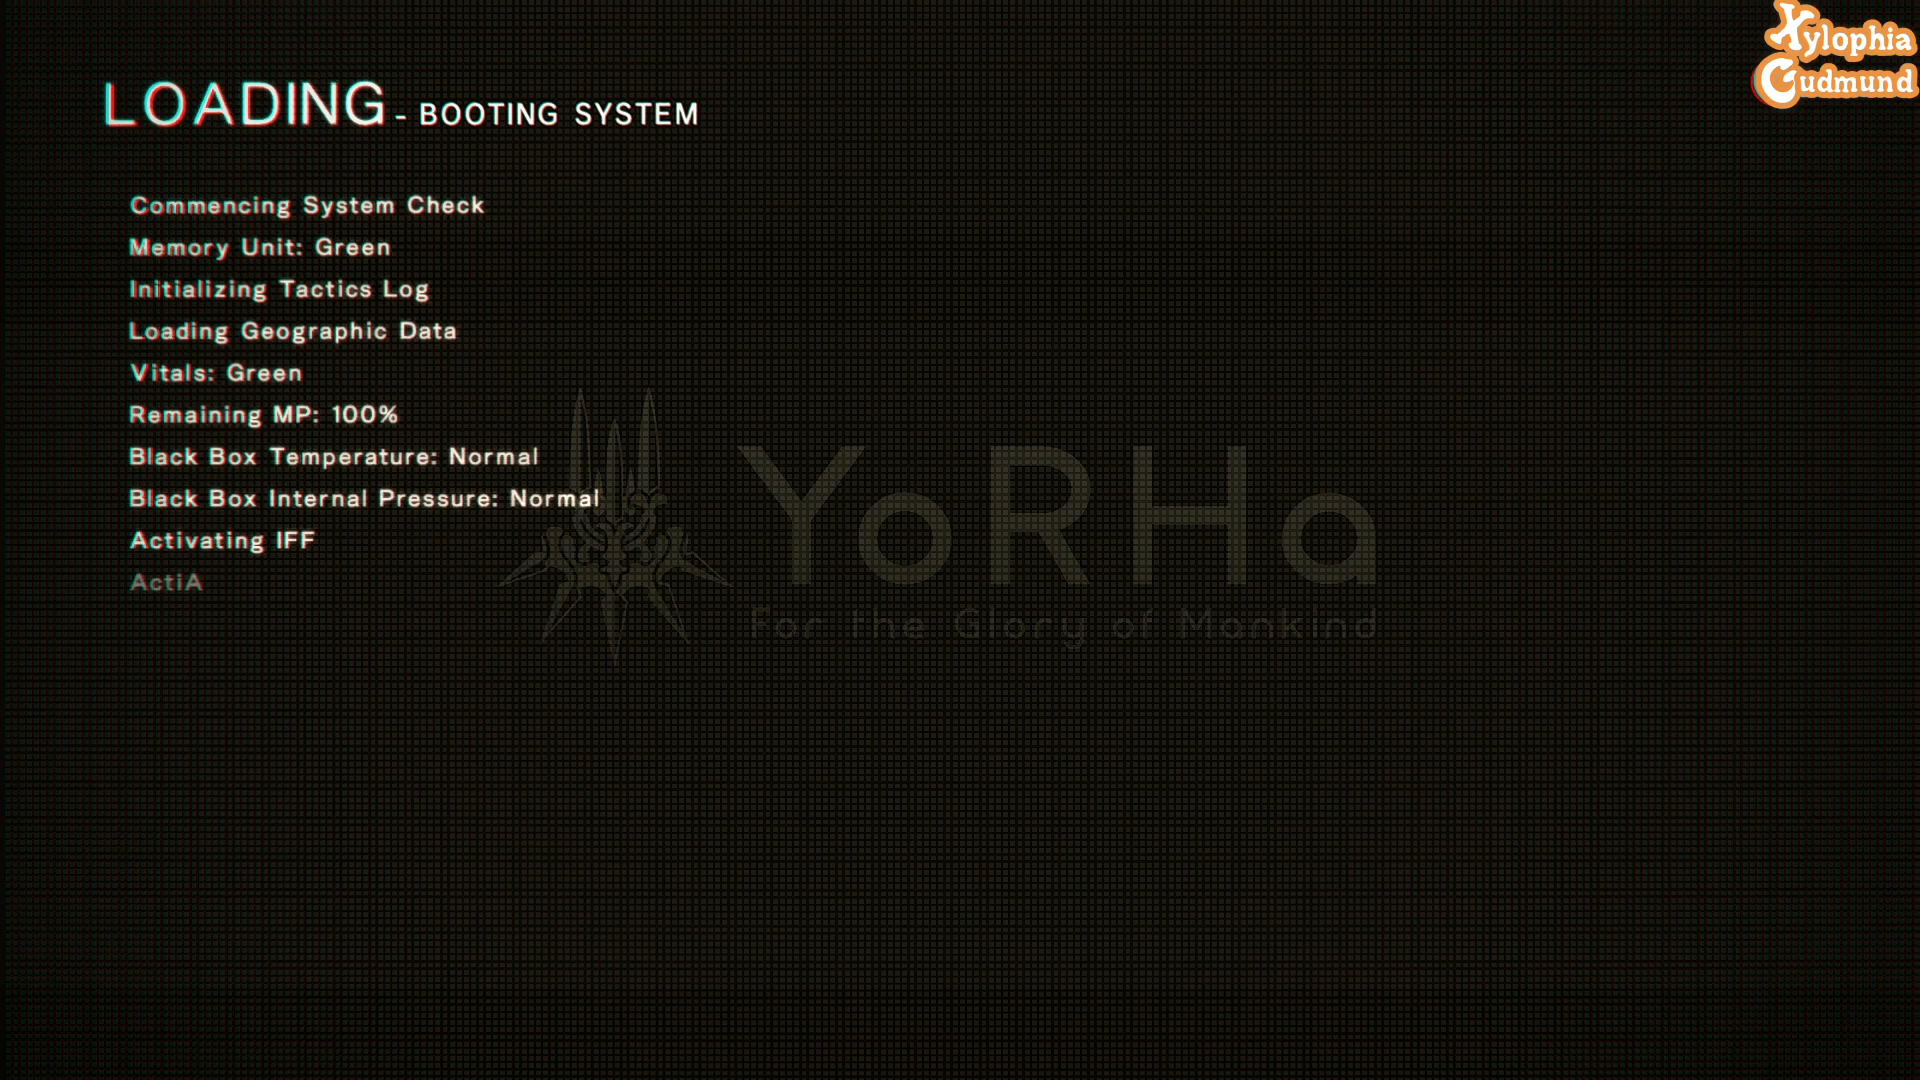 Xylophia
Gudmund
LOADING - BOOTING SYSTEM
Commencing System Check
Memory Unit: Green
Initializing Tactics Log
Loading Geographic Data
Vitals: Green
Remaining MP: 100%
Black Box Temperature: Normal
Black Box Internal Pressure: Normal
Activating IFF
ActiA
YoRHa
For the Glory of Mankind